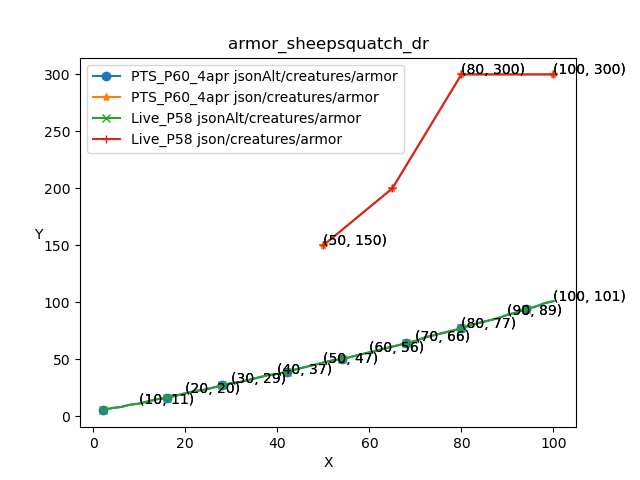 armor_sheepsquatch_dr
PTS_P60_4apr jsonAlt/creatures/armor
PTS_P60_4apr json/creatures/armor
Live_P58 jsonAlt/creatures/armor
Live_P58 json/creatures/armor
(80, 300)
(100, 300)
(50, 150)
(100, 101)
(90, 89)
(80, 77)
(70, 66)
(60, 56)
(50, 47)
(40, 37)
(30, 29)
(20, 20)
(10, 11)
300
250
200
150
100
50
0
Y
0 20 40 60 80 100
X